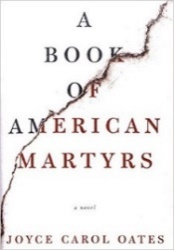 A
BOOK
OF
AMERICAN
MARTYRS
a novel
JOYCE CAROL OATES